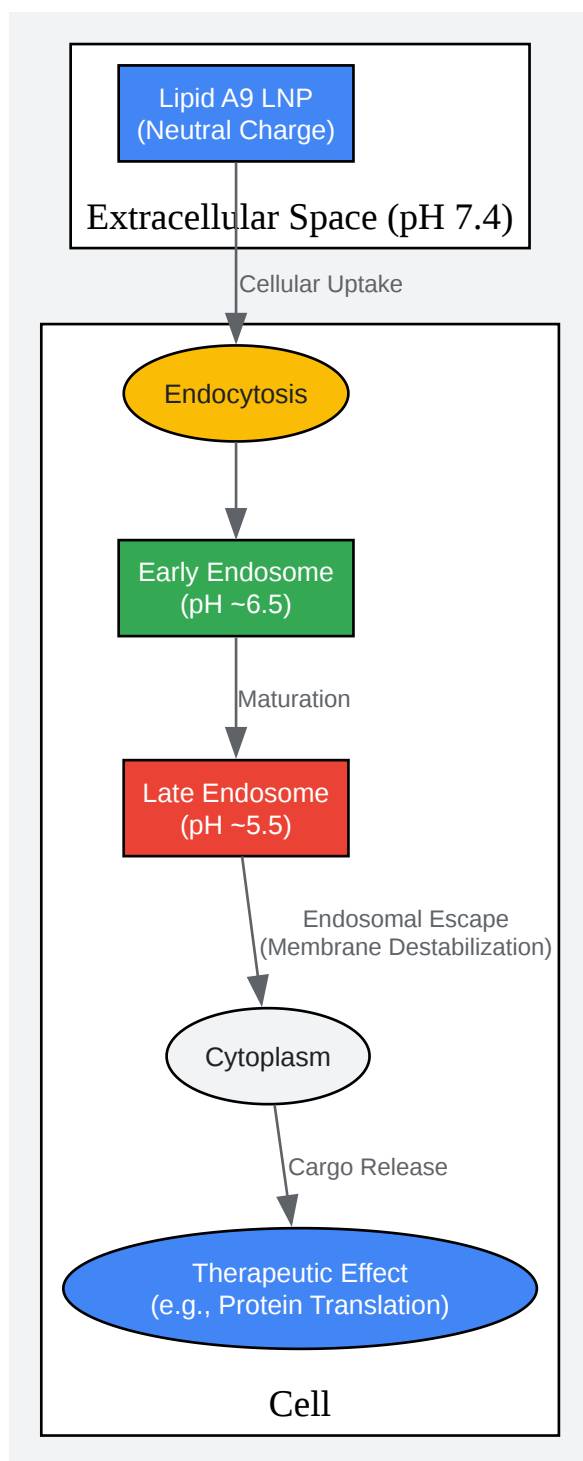 Lipid A9 LNP
(Neutral Charge)
Extracellular Space (pH 7.4)
Cellular Uptake
Endocytosis
Early Endosome
(pH ~6.5)
Maturation
Late Endosome
(pH ~5.5)
Endosomal Escape
(Membrane Destabilization)
Cytoplasm
Cargo Release
Therapeutic Effect
(e.g., Protein Translation)
Cell